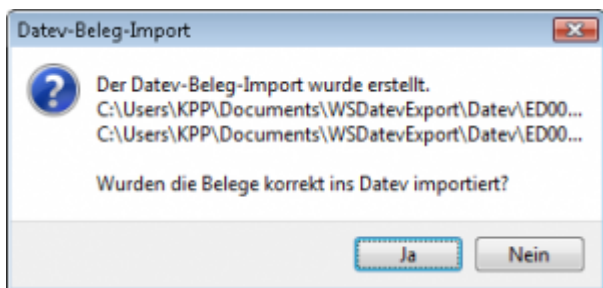 Datev-Beleg-Import
Der Datev-Beleg-Import wurde erstellt.
C:\Users\KPP\Documents\WSDatevExport\Datev\ED00...
C:\Users\KPP\Documents\WSDatevExport\Datev\ED00...
Wurden die Belege korrekt ins Datev importiert?
Ja
Nein